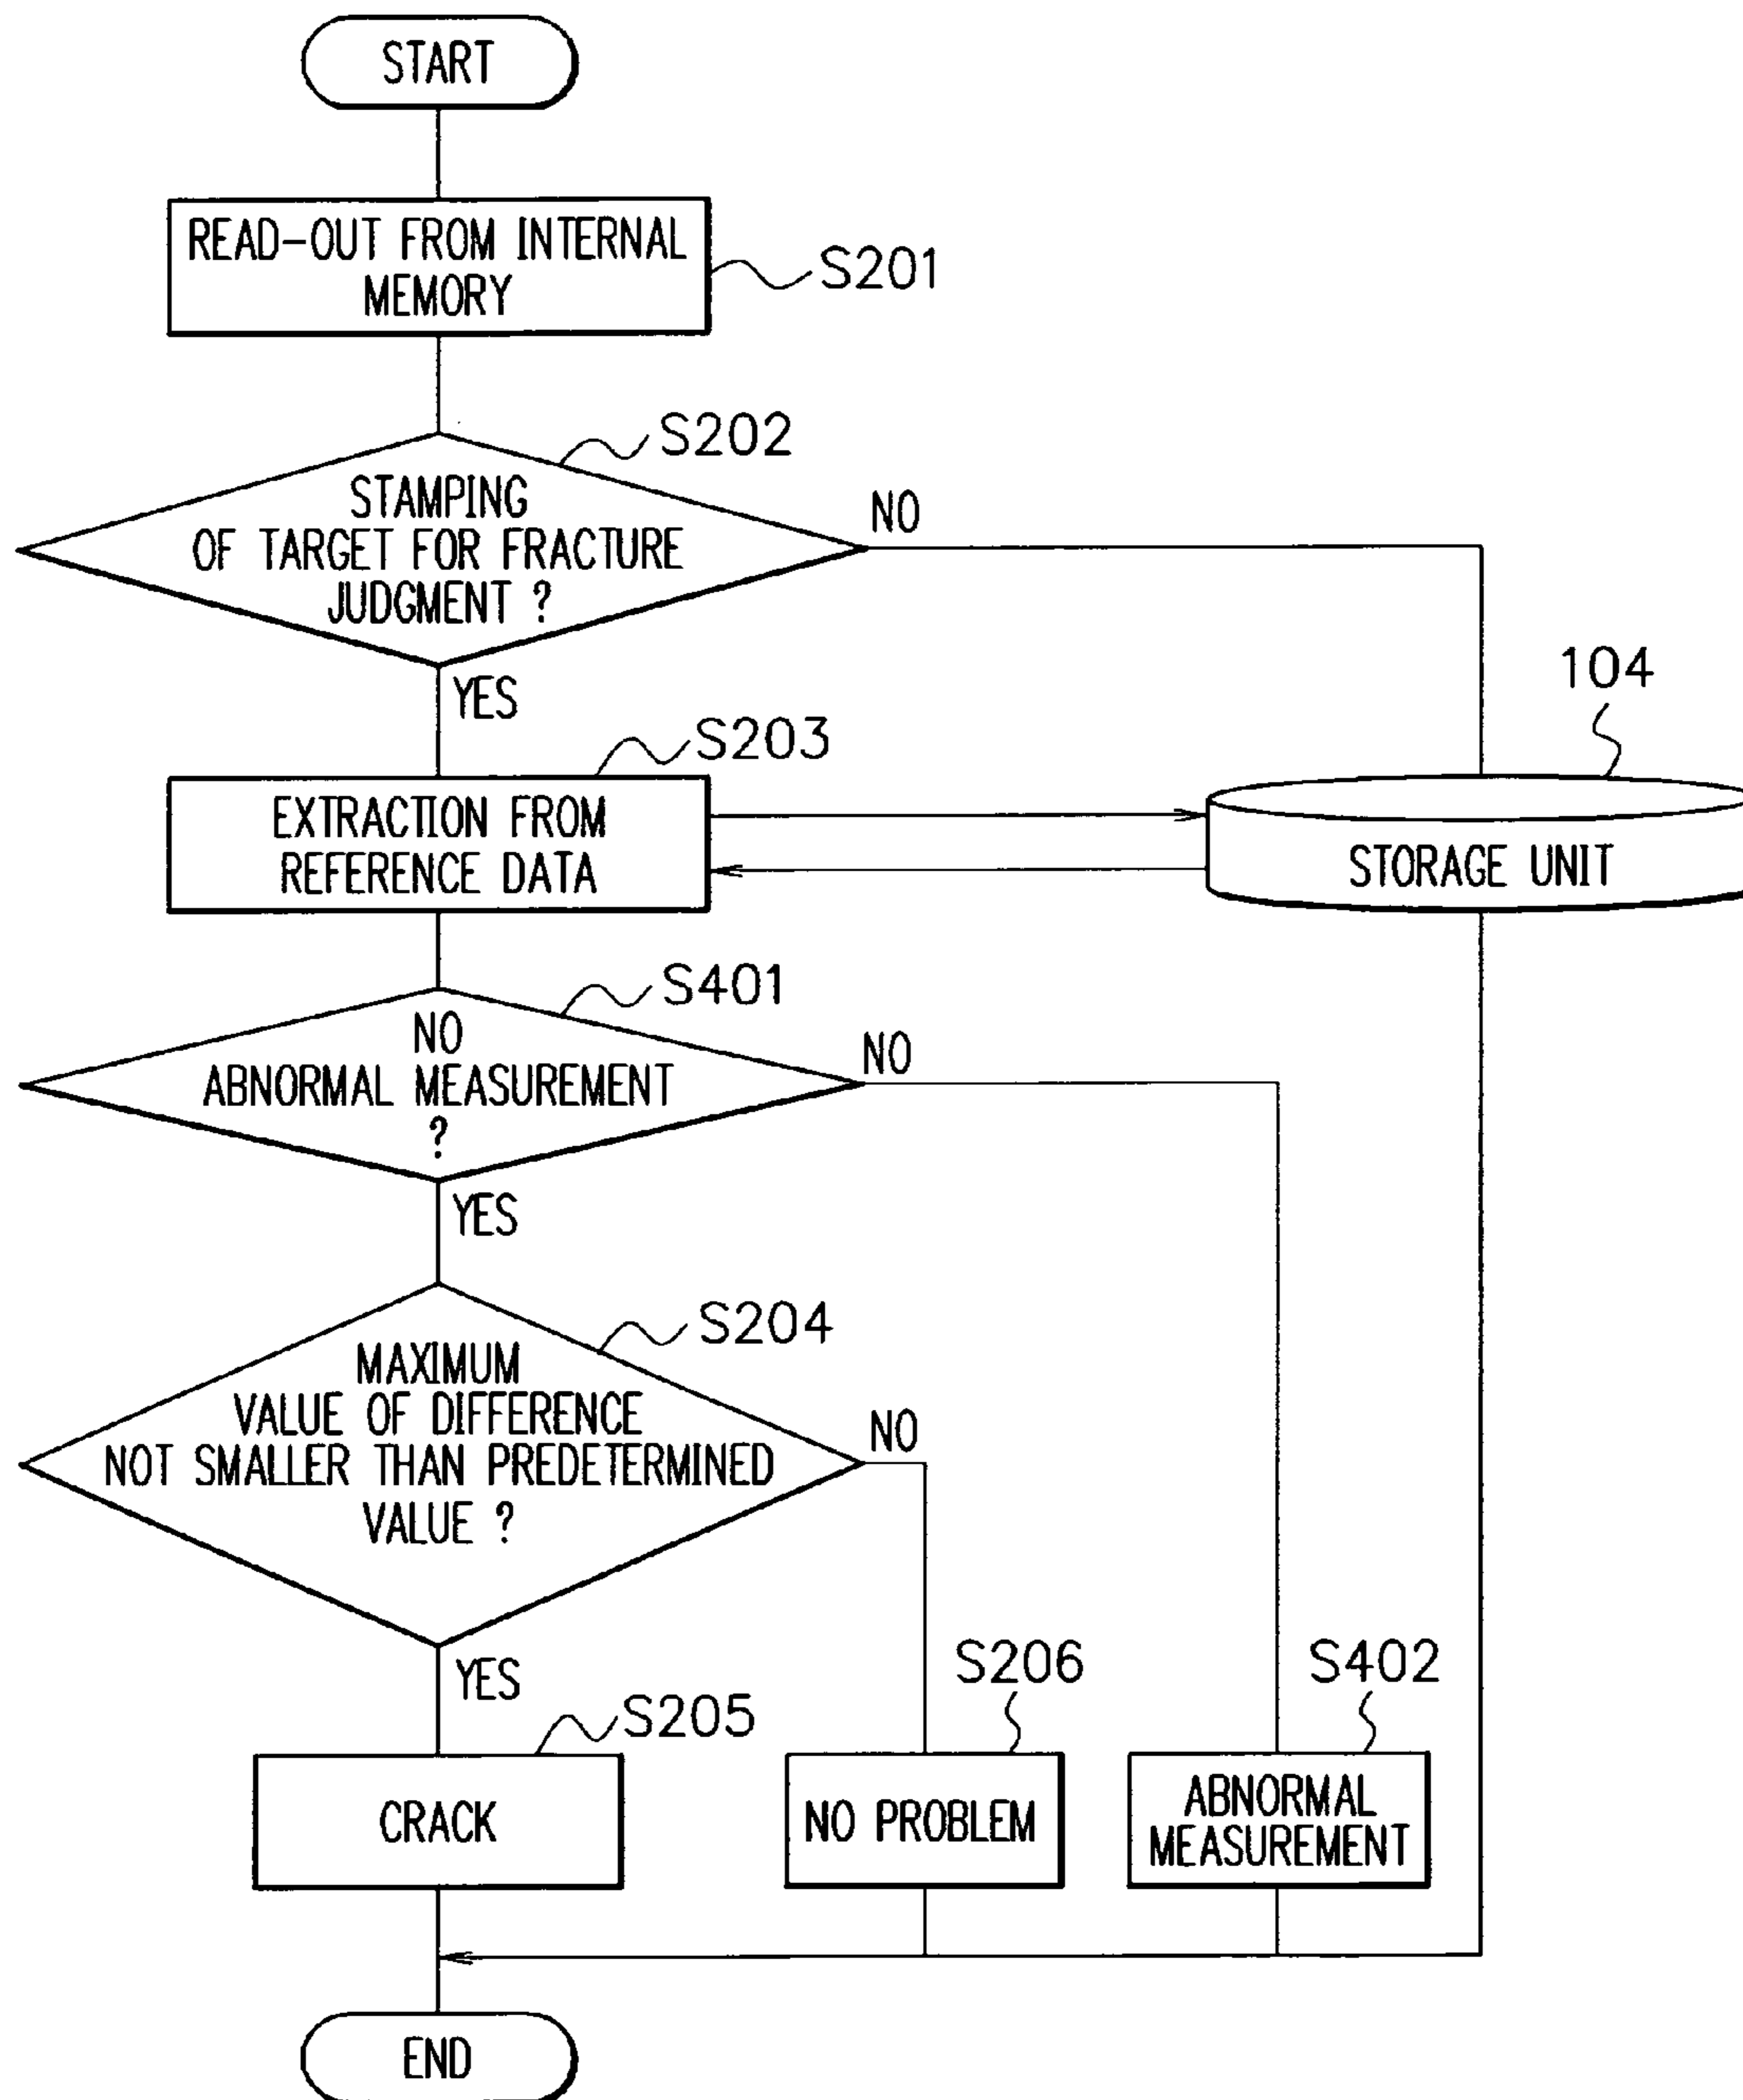 START
READ-OUT FROM INTERNAL
MEMORY
S201
S202
STAMPING
OF TARGET FOR FRACTURE
JUDGMENT ?
NO
YES
S203
104
EXTRACTION FROM
REFERENCE DATA
STORAGE UNIT
S401
NO
ABNORMAL MEASUREMENT
?
NO
YES
S204
MAXIMUM
VALUE OF DIFFERENCE
NOT SMALLER THAN PREDETERMINED
VALUE ?
NO
YES
S205
S206
S402
CRACK
NO PROBLEM
ABNORMAL
MEASUREMENT
END